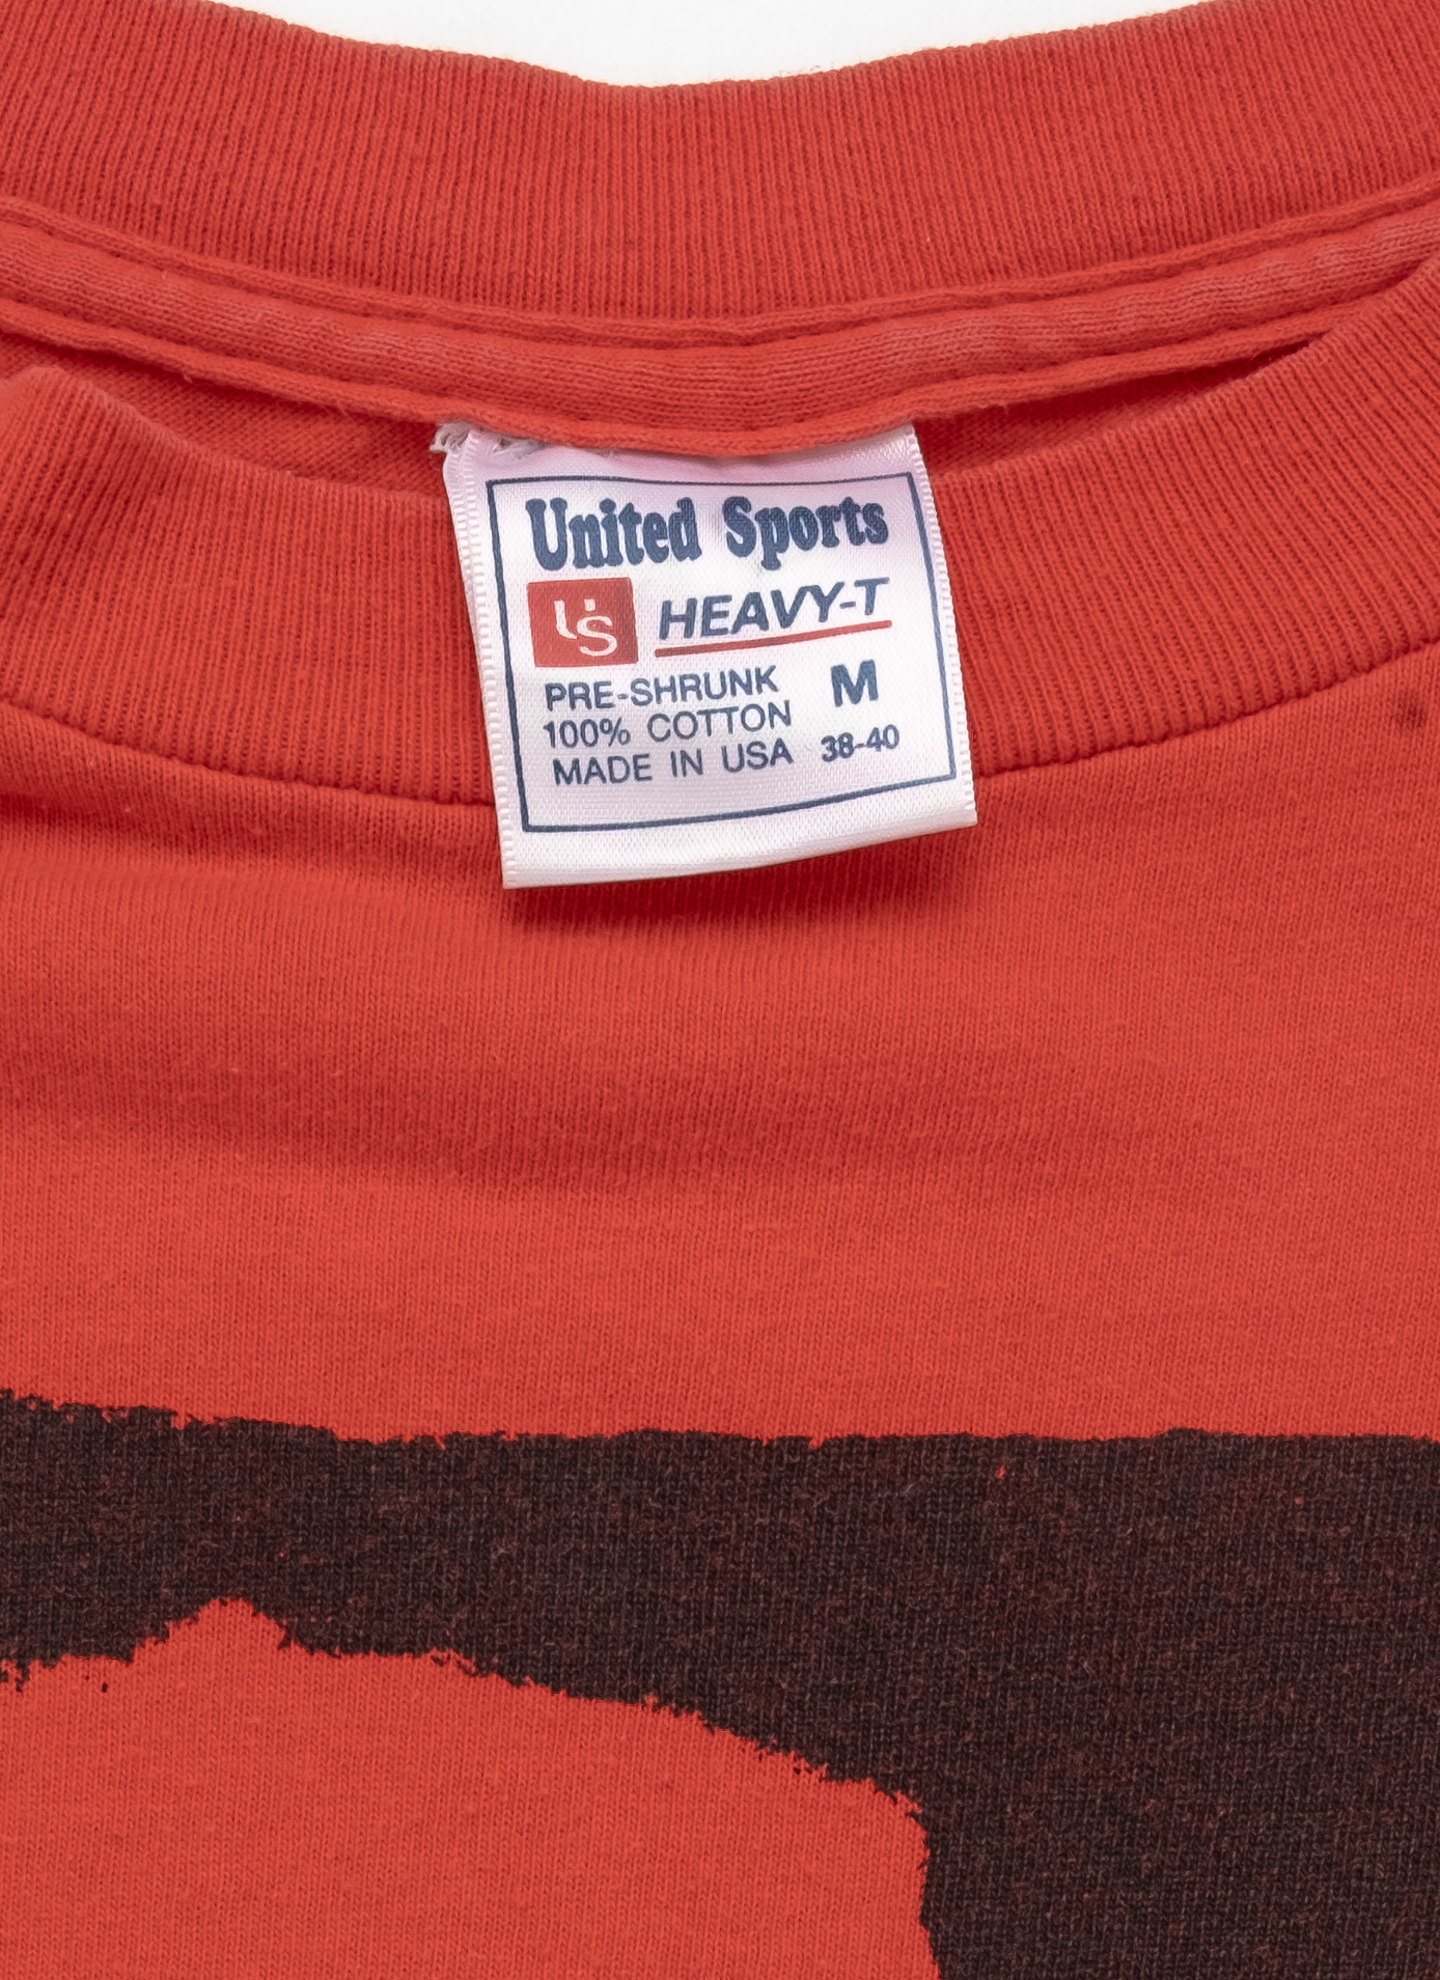 United Sports
US HEAVY-T
PRE-SHRUNK M
100% COTTON
MADE IN USA 38-40